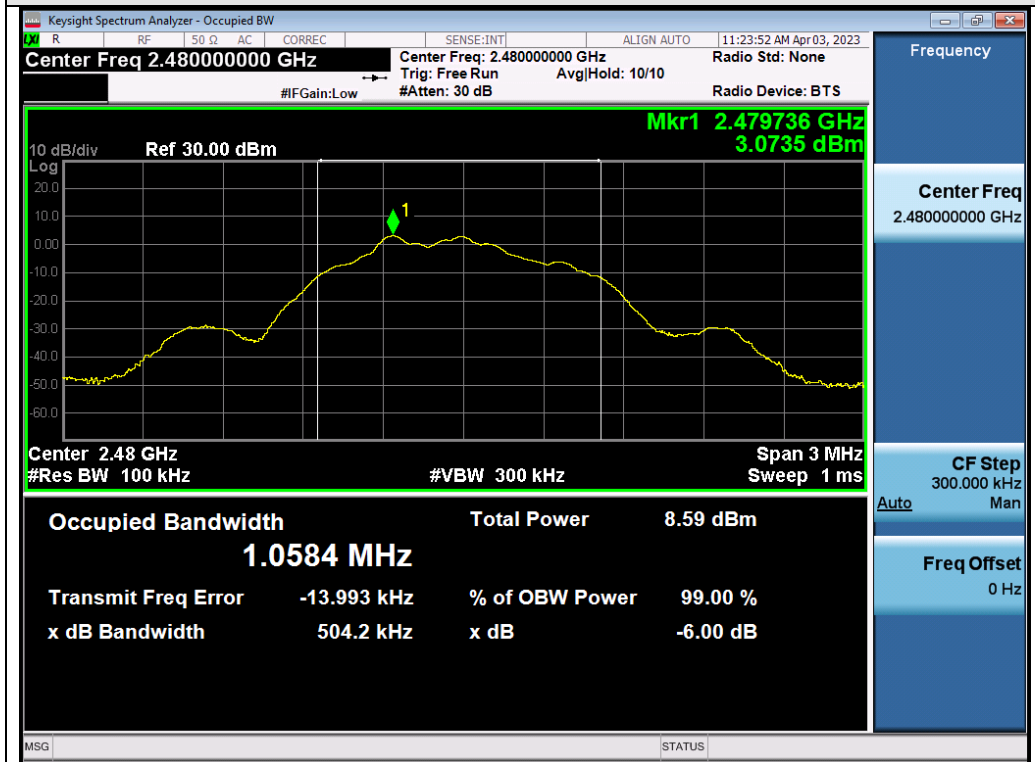 Keysight Spectrum Analyzer - Occupied BW
LXI R RF 50 Ω AC CORREC SENSE:INT ALIGN AUTO 11:23:52 AM Apr 03, 2023
Center Freq 2.480000000 GHz
Center Freq: 2.480000000 GHz
Radio Std: None
Trig: Free Run Avg|Hold: 10/10
#IFGain:Low
#Atten: 30 dB
Radio Device: BTS
Mkr1 2.479736 GHz
3.0735 dBm
10 dB/div Ref 30.00 dBm
Log
20.0
10.0
0.00
-10.0
-20.0
-30.0
-40.0
-50.0
-60.0
1
Center 2.48 GHz Span 3 MHz
#Res BW 100 kHz #VBW 300 kHz Sweep 1 ms
Occupied Bandwidth Total Power 8.59 dBm
1.0584 MHz
Transmit Freq Error -13.993 kHz % of OBW Power 99.00 %
x dB Bandwidth 504.2 kHz x dB -6.00 dB
MSG STATUS
Frequency
Center Freq
2.480000000 GHz
CF Step
300.000 kHz
Auto Man
Freq Offset
0 Hz